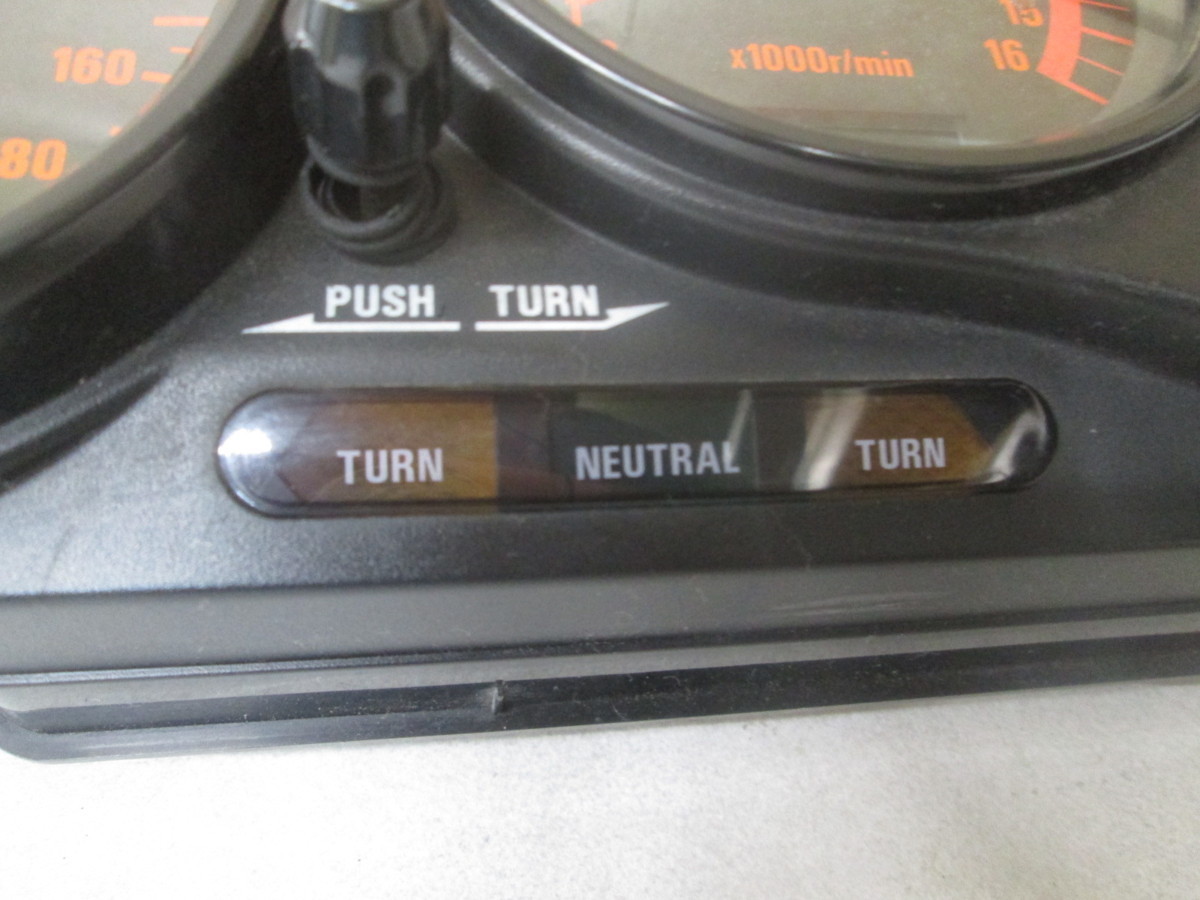 160
80
15
16
x1000r/min
PUSH TURN
TURN NEUTRAL TURN